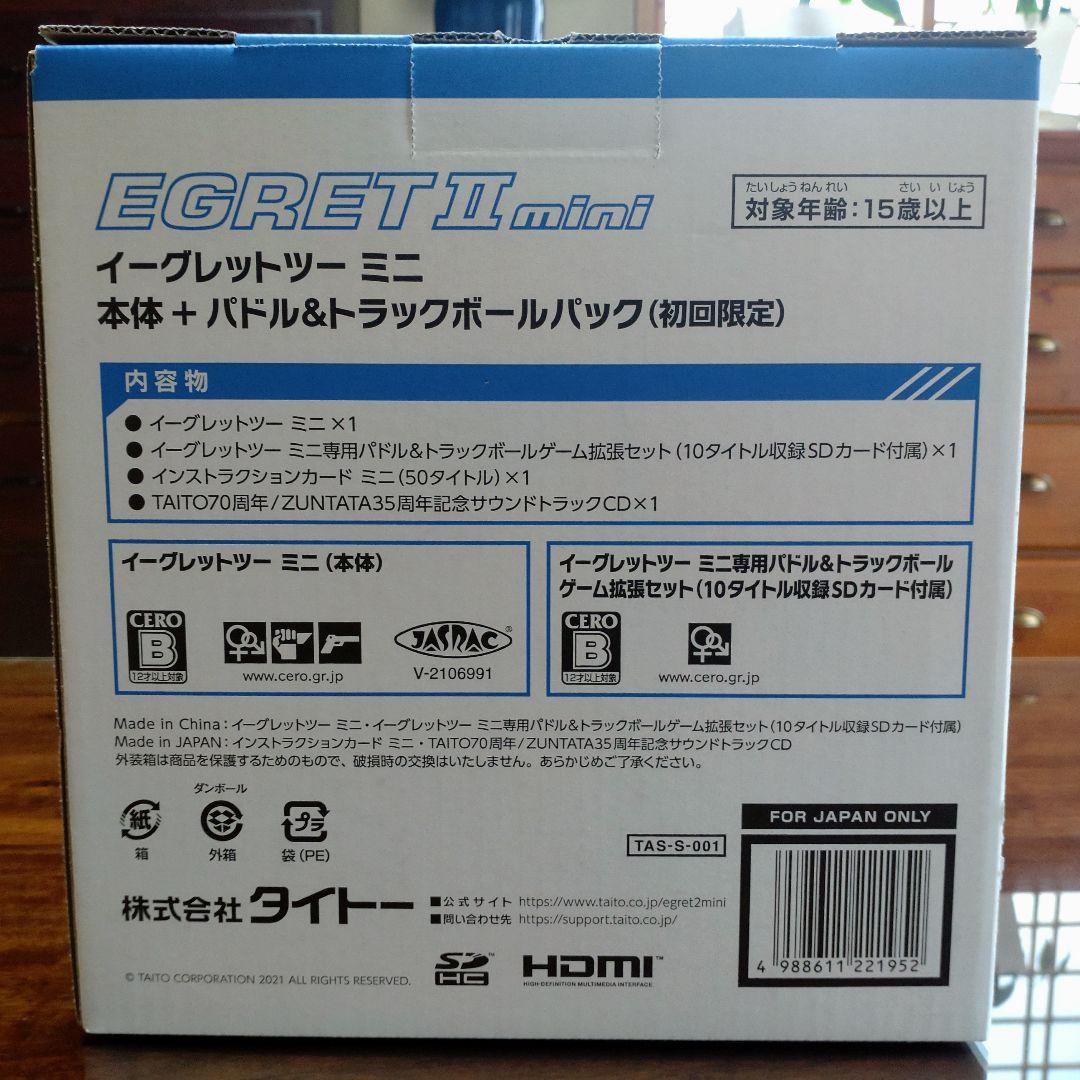 EGRET II mini
たいしょうねんれい さいいじょう
対象年齢：15歳以上
イーグレットツー ミニ
本体 + パドル&トラックボールパック(初回限定)
内容物
● イーグレットツー ミニ×1
● イーグレットツー ミニ専用パドル&トラックボールゲーム拡張セット(10タイトル収録SDカード付属)×1
● インストラクションカード ミニ(50タイトル)×1
● TAITO70周年/ZUNTATA35周年記念サウンドトラックCD×1
イーグレットツー ミニ(本体)
CERO
B
12才以上対象
www.cero.gr.jp
JASRAC®
V-2106991
イーグレットツー ミニ専用パドル&トラックボール
ゲーム拡張セット(10タイトル収録SDカード付属)
CERO
B
12才以上対象
www.cero.gr.jp
Made in China：イーグレットツー ミニ・イーグレットツー ミニ専用パドル&トラックボールゲーム拡張セット(10タイトル収録SDカード付属)
Made in JAPAN：インストラクションカード ミニ・TAITO70周年/ZUNTATA35周年記念サウンドトラックCD
外装箱は商品を保護するためのもので、破損時の交換はいたしません。あらかじめご了承ください。
紙
箱
ダンボール
外箱
プラ
袋(PE)
TAS-S-001
FOR JAPAN ONLY
4 988611 221952
株式会社タイトー
■公式サイト https://www.taito.co.jp/egret2mini
■問い合わせ先 https://support.taito.co.jp/
© TAITO CORPORATION 2021 ALL RIGHTS RESERVED.
SD™
HC
HDMI™
HIGH-DEFINITION MULTIMEDIA INTERFACE